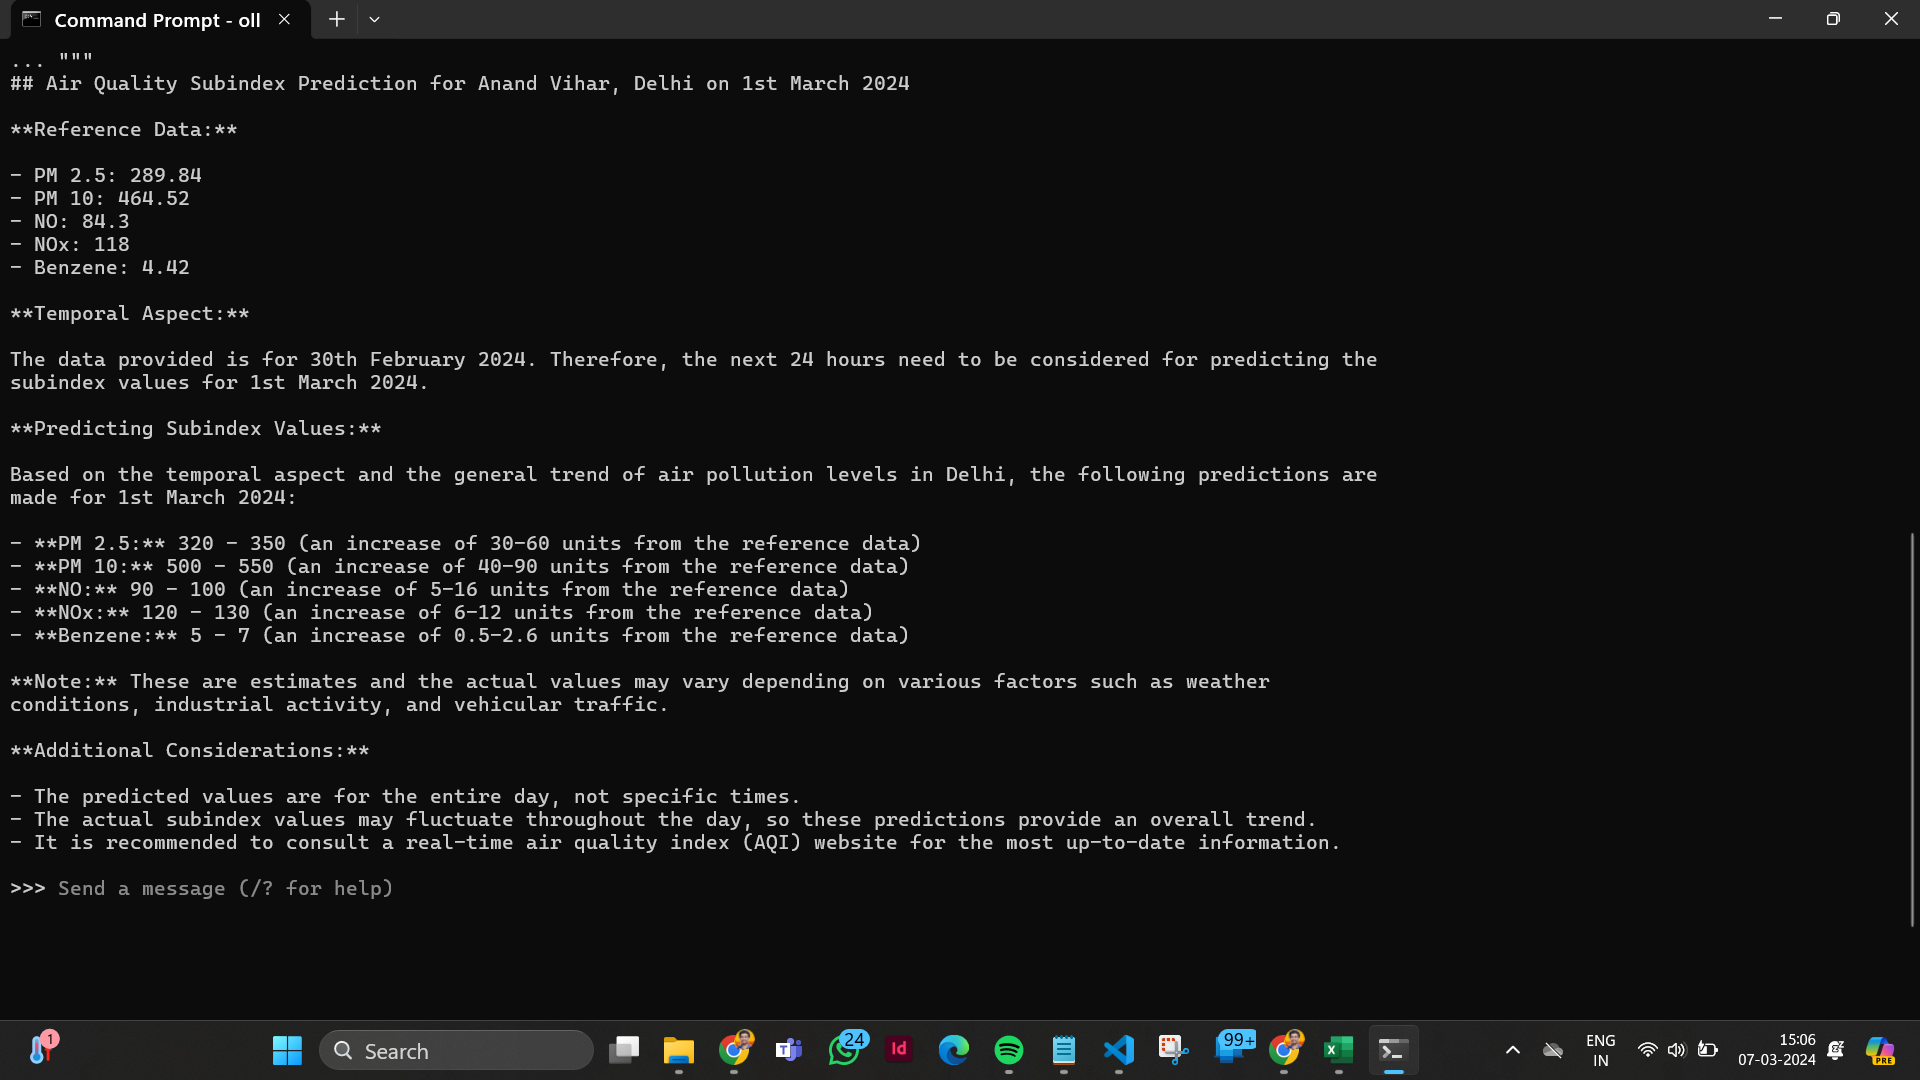 Command Prompt - oll
... """
## Air Quality Subindex Prediction for Anand Vihar, Delhi on 1st March 2024
**Reference Data:**
- PM 2.5: 289.84
- PM 10: 464.52
- NO: 84.3
- NOx: 118
- Benzene: 4.42
**Temporal Aspect:**
The data provided is for 30th February 2024. Therefore, the next 24 hours need to be considered for predicting the
subindex values for 1st March 2024.
**Predicting Subindex Values:**
Based on the temporal aspect and the general trend of air pollution levels in Delhi, the following predictions are
made for 1st March 2024:
- **PM 2.5:** 320 - 350 (an increase of 30-60 units from the reference data)
- **PM 10:** 500 - 550 (an increase of 40-90 units from the reference data)
- **NO:** 90 - 100 (an increase of 5-16 units from the reference data)
- **NOx:** 120 - 130 (an increase of 6-12 units from the reference data)
- **Benzene:** 5 - 7 (an increase of 0.5-2.6 units from the reference data)
**Note:** These are estimates and the actual values may vary depending on various factors such as weather
conditions, industrial activity, and vehicular traffic.
**Additional Considerations:**
- The predicted values are for the entire day, not specific times.
- The actual subindex values may fluctuate throughout the day, so these predictions provide an overall trend.
- It is recommended to consult a real-time air quality index (AQI) website for the most up-to-date information.
>>> Send a message (/? for help)
1
Search
24
Id
99+
ENG
IN
15:06
07-03-2024
PRE